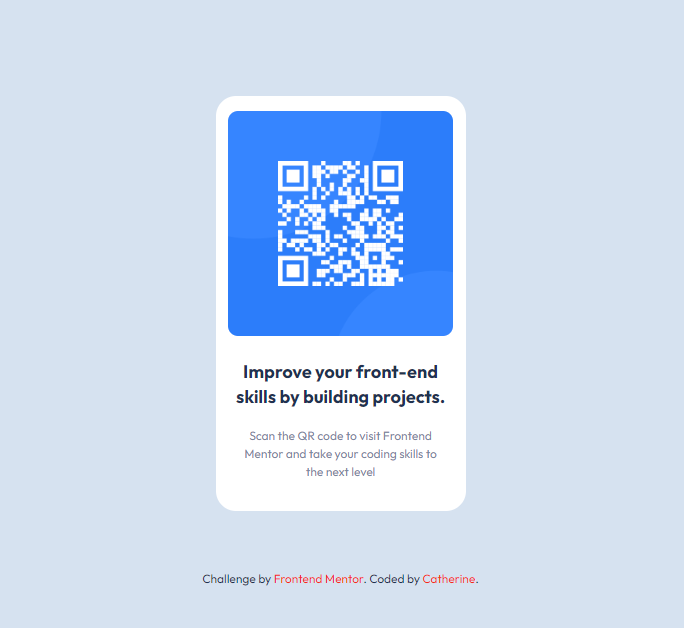 Improve your front-end
skills by building projects.
Scan the QR code to visit Frontend
Mentor and take your coding skills to
the next level
Challenge by Frontend Mentor. Coded by Catherine.